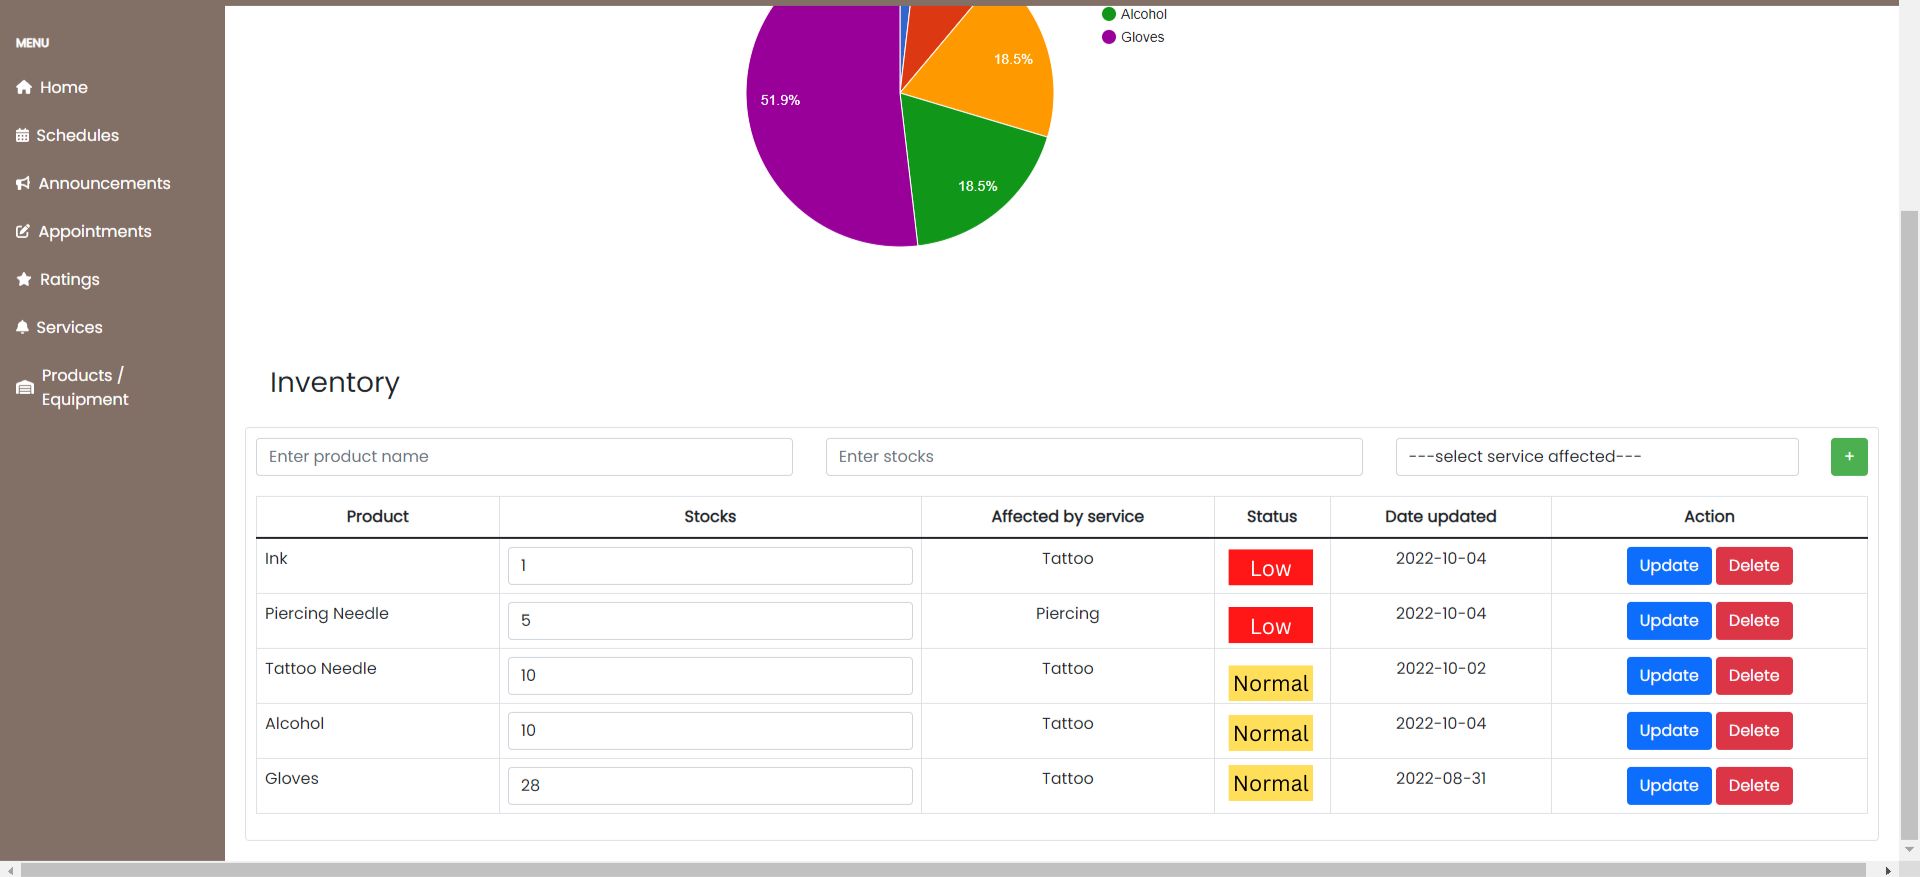 MENU
Home
Schedules
Announcements
Appointments
Ratings
Services
Products /
Equipment
Alcohol
Gloves
18.5%
51.9%
18.5%
Inventory
Enter product name
Enter stocks
---select service affected---
+
Product Stocks Affected by service Status Date updated Action
Ink 1 Tattoo Low 2022-10-04 Update Delete
Piercing Needle 5 Piercing Low 2022-10-04 Update Delete
Tattoo Needle 10 Tattoo Normal 2022-10-02 Update Delete
Alcohol 10 Tattoo Normal 2022-10-04 Update Delete
Gloves 28 Tattoo Normal 2022-08-31 Update Delete